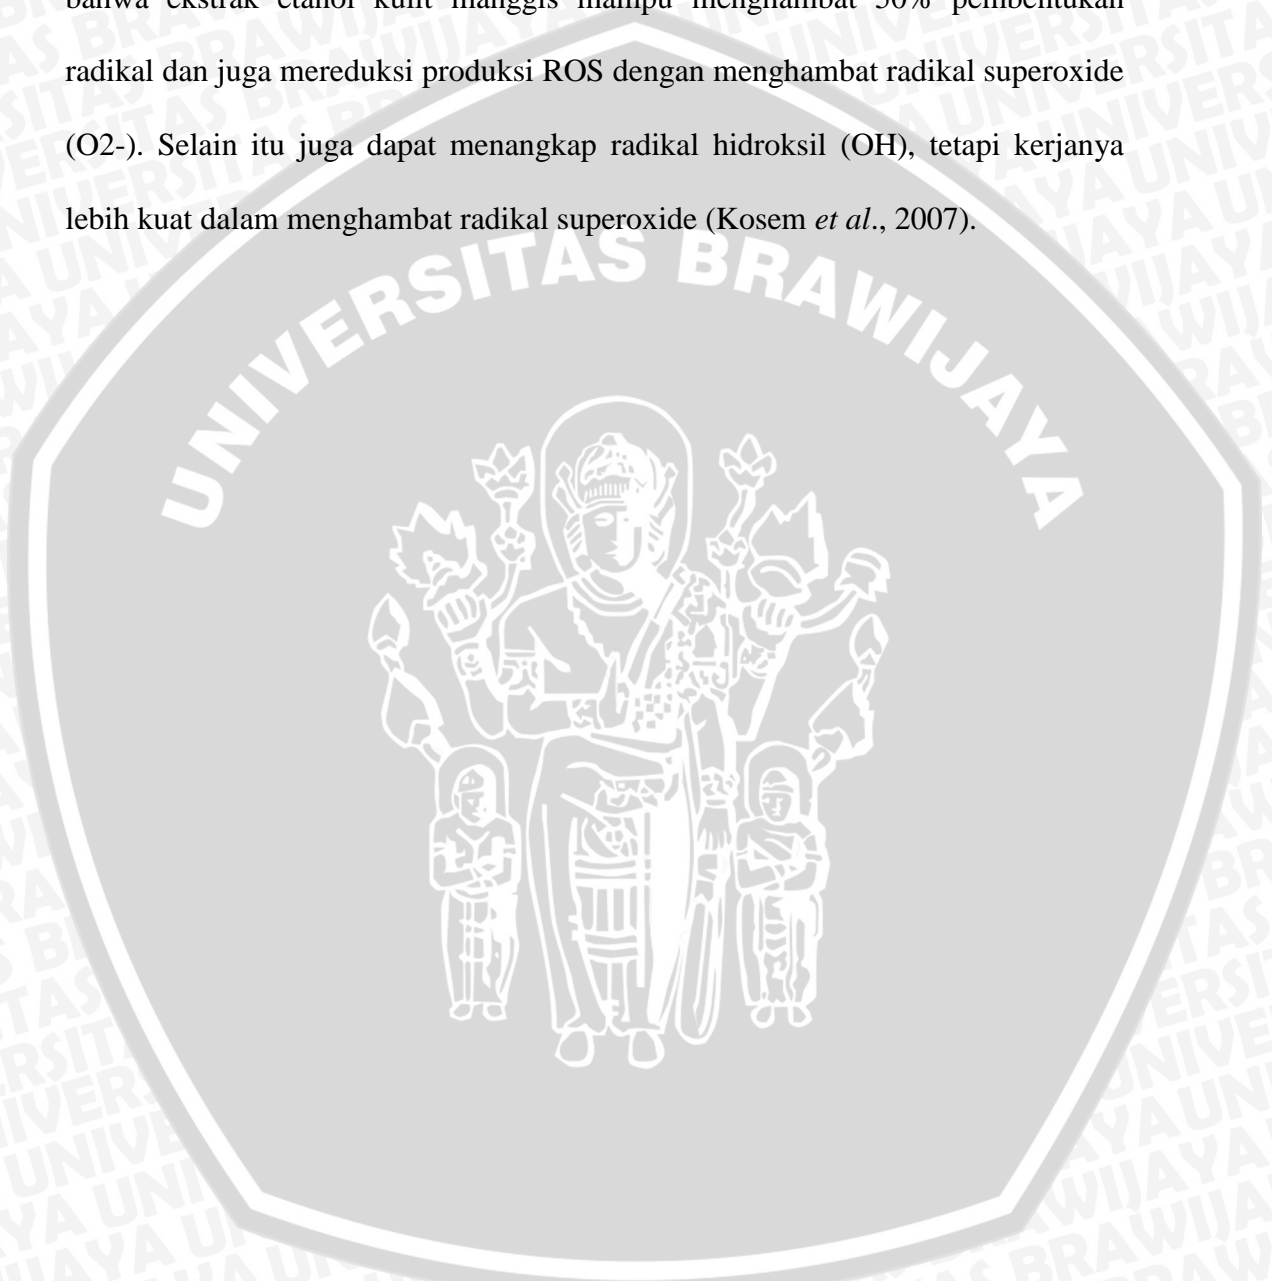 bahwa ekstrak etanol kulit manggis mampu menghambat 50% pembentukan
radikal dan juga mereduksi produksi ROS dengan menghambat radikal superoxide
(O2-). Selain itu juga dapat menangkap radikal hidroksil (OH), tetapi kerjanya
lebih kuat dalam menghambat radikal superoxide (Kosem et al., 2007).
UNIVERSITAS BRAWIJAYA